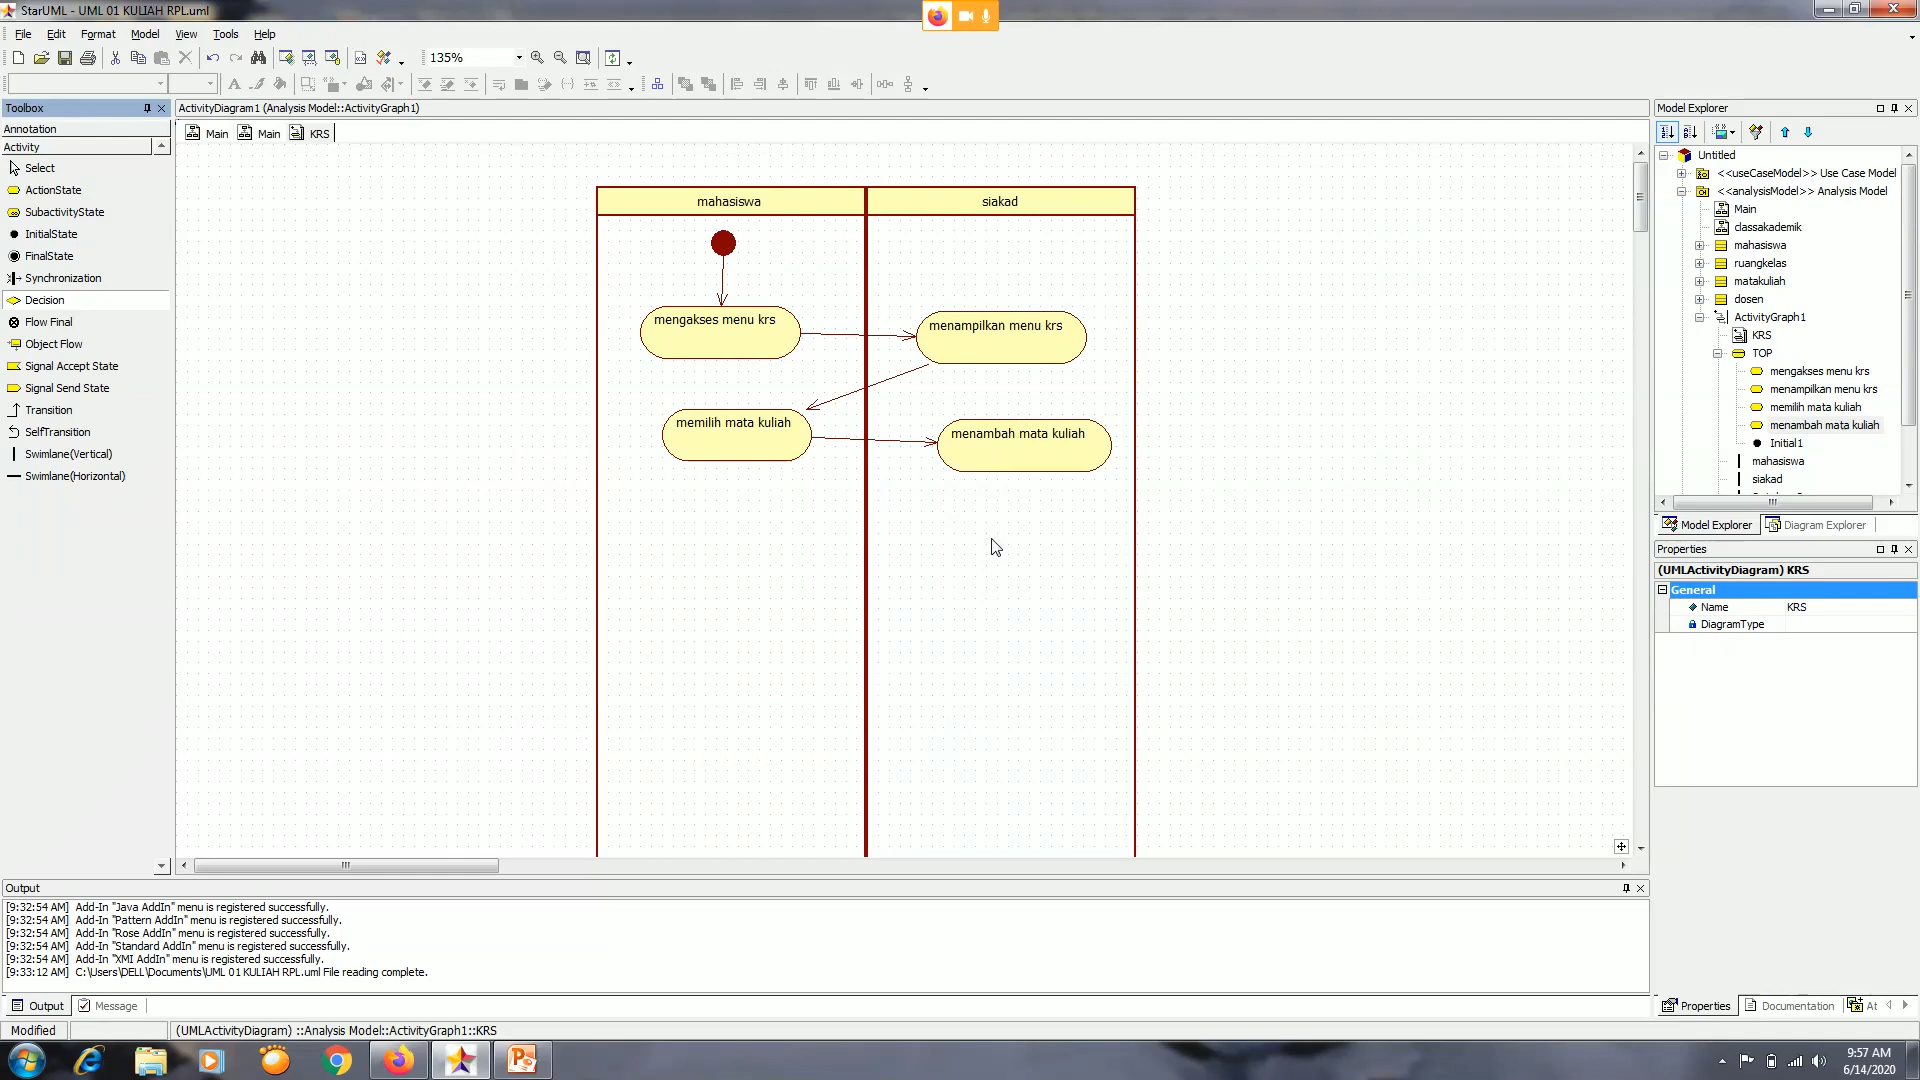 StarUML - UML 01 KULIAH RPL.uml
File Edit Format Model View Tools Help
135%
Toolbox
Annotation
Activity
Select
ActionState
SubactivityState
InitialState
FinalState
Synchronization
Decision
Flow Final
Object Flow
Signal Accept State
Signal Send State
Transition
SelfTransition
Swimlane(Vertical)
Swimlane(Horizontal)
ActivityDiagram1 (Analysis Model::ActivityGraph1)
Main Main KRS
mahasiswa siakad
mengakses menu krs
menampilkan menu krs
memilih mata kuliah
menambah mata kuliah
Model Explorer
Untitled
<<useCaseModel>> Use Case Model
<<analysisModel>> Analysis Model
Main
classakademik
mahasiswa
ruangkelas
matakuliah
dosen
ActivityGraph1
KRS
TOP
mengakses menu krs
menampilkan menu krs
memilih mata kuliah
menambah mata kuliah
Initial1
mahasiswa
siakad
Model Explorer Diagram Explorer
Properties
(UMLActivityDiagram) KRS
General
Name KRS
DiagramType
Properties Documentation At
Output
[9:32:54 AM] Add-In "Java AddIn" menu is registered successfully.
[9:32:54 AM] Add-In "Pattern AddIn" menu is registered successfully.
[9:32:54 AM] Add-In "Rose AddIn" menu is registered successfully.
[9:32:54 AM] Add-In "Standard AddIn" menu is registered successfully.
[9:32:54 AM] Add-In "XMI AddIn" menu is registered successfully.
[9:33:12 AM] C:\Users\DELL\Documents\UML 01 KULIAH RPL.uml File reading complete.
Output Message
Modified (UMLActivityDiagram) ::Analysis Model::ActivityGraph1::KRS
9:57 AM
6/14/2020